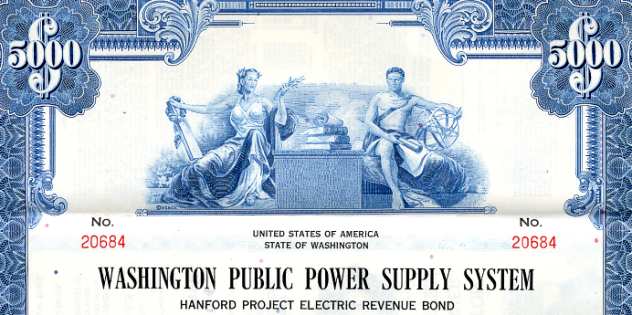 $5000
$5000
No.
20684
No.
20684
UNITED STATES OF AMERICA
STATE OF WASHINGTON
WASHINGTON PUBLIC POWER SUPPLY SYSTEM
HANFORD PROJECT ELECTRIC REVENUE BOND